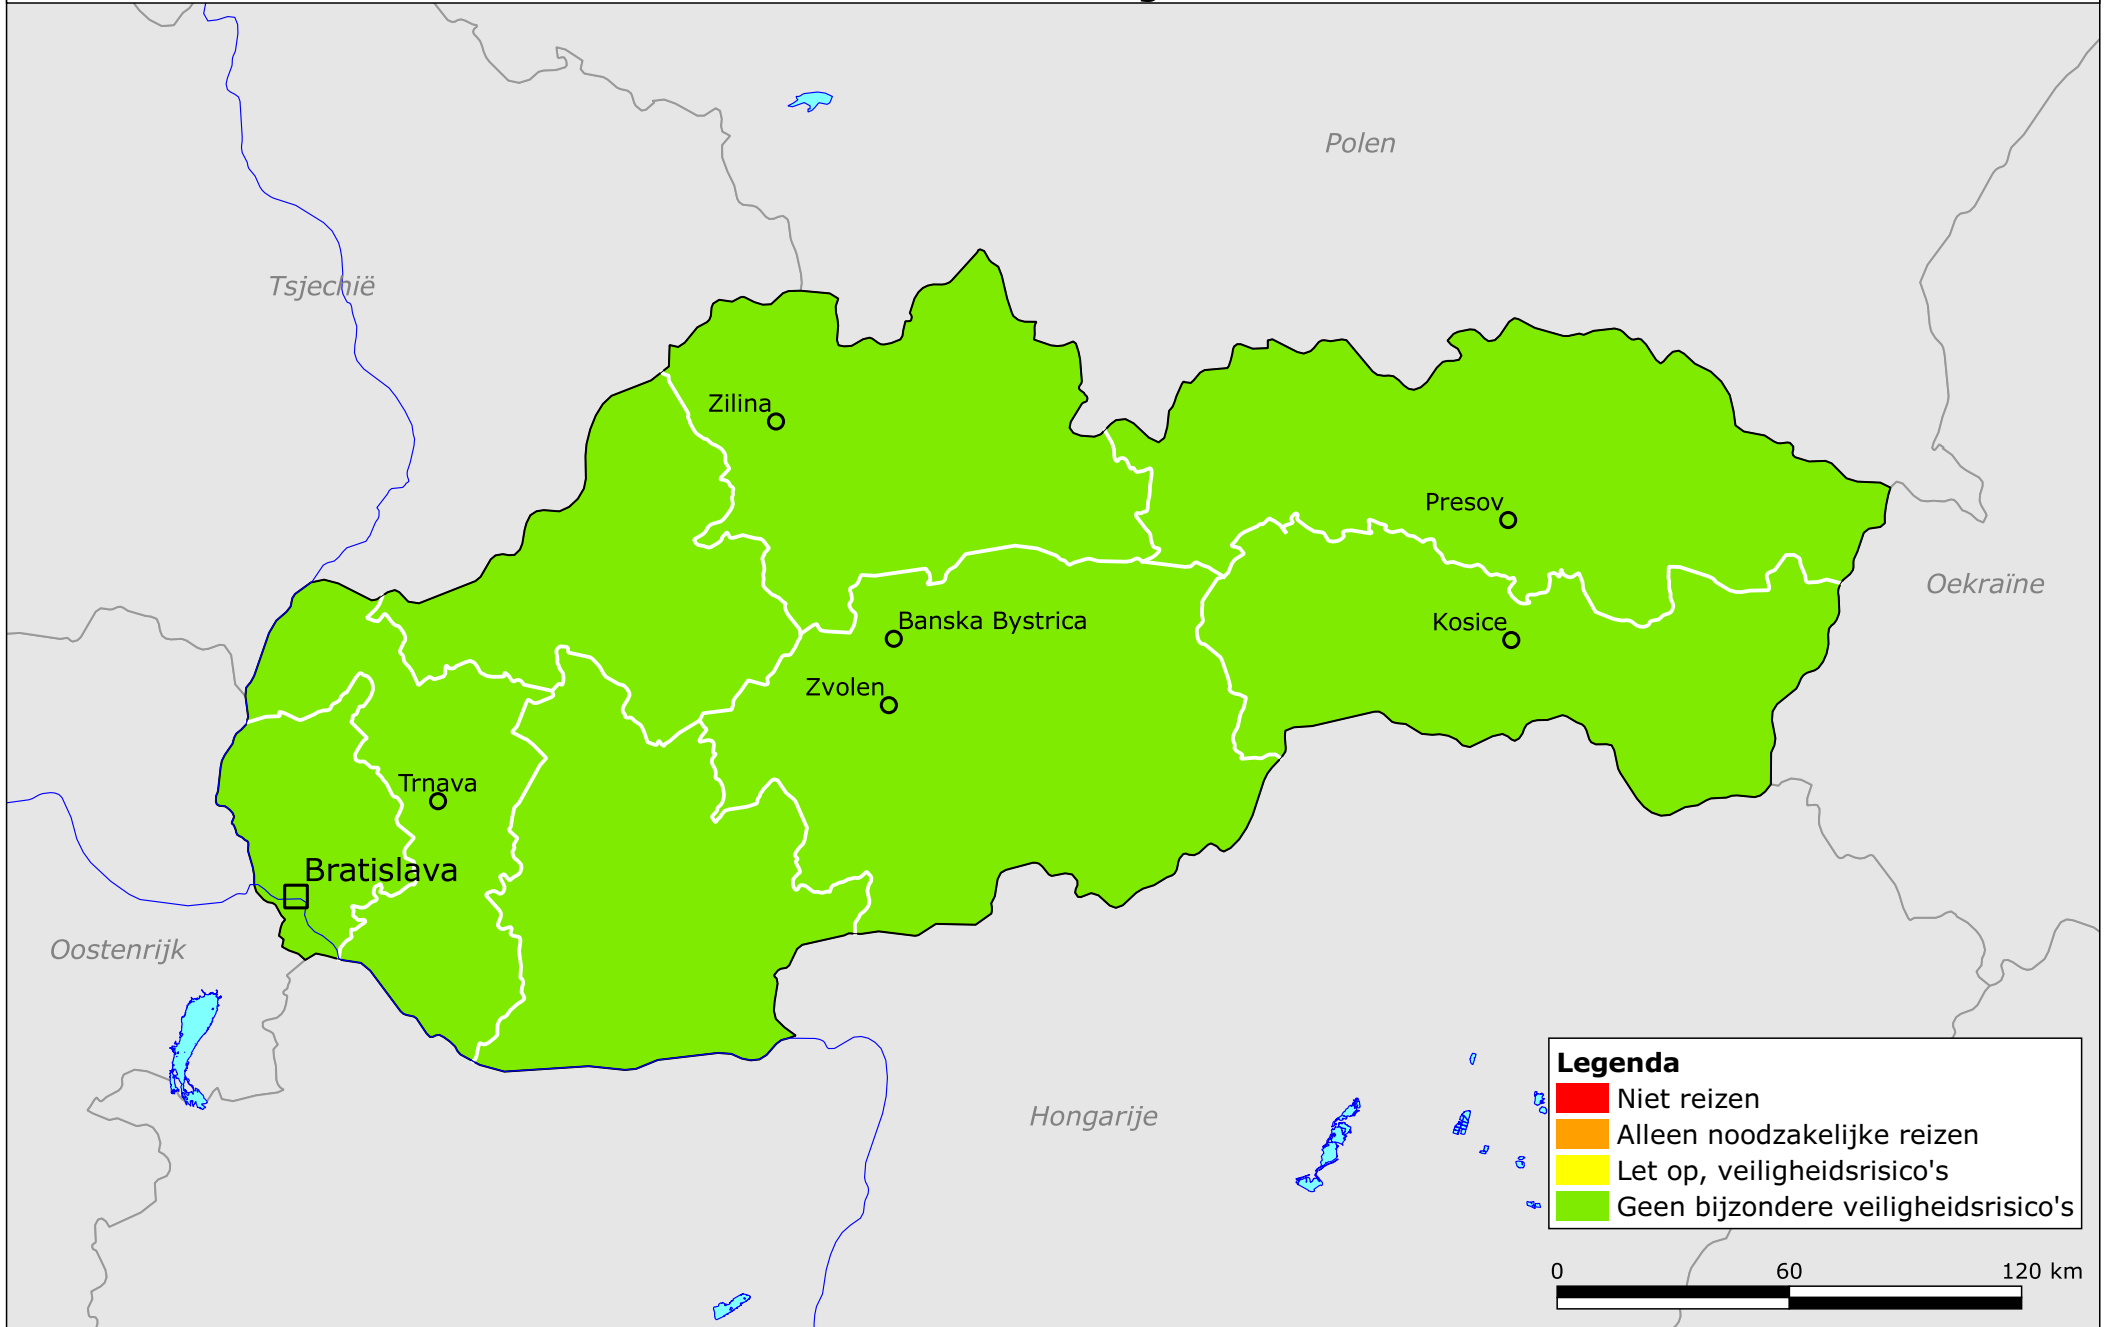 Polen
Tsjechië
Zilina
Presov
Oekraïne
Banska Bystrica
Kosice
Zvolen
Trnava
Bratislava
Oostenrijk
Hongarije
Legenda
Niet reizen
Alleen noodzakelijke reizen
Let op, veiligheidsrisico's
Geen bijzondere veiligheidsrisico's
0 60 120 km